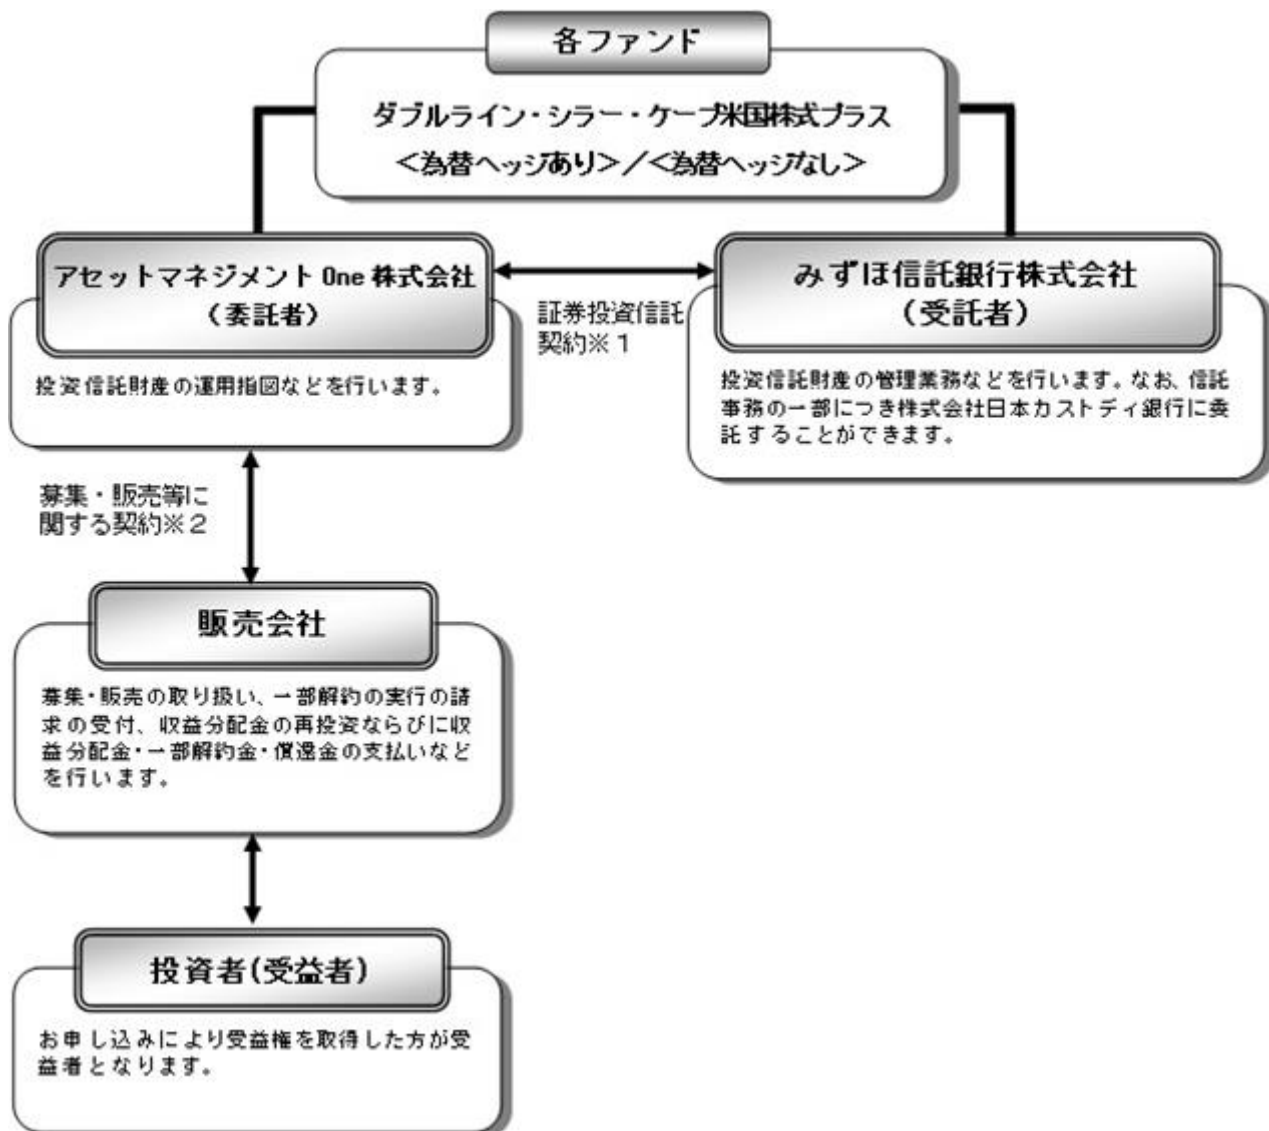 各ファンド
ダブルライン・シラー・ケープ米国株式プラス
＜為替ヘッジあり＞／＜為替ヘッジなし＞
アセットマネジメント One 株式会社
（委託者）
投資信託財産の運用指図などを行います。
証券投資信託
契約※１
みずほ信託銀行株式会社
（受託者）
投資信託財産の管理業務などを行います。なお、信託
事務の一部につき株式会社日本カストディ銀行に委
託することができます。
募集・販売等に
関する契約※２
販売会社
募集・販売の取り扱い、一部解約の実行の請
求の受付、収益分配金の再投資ならびに収
益分配金・一部解約金・償還金の支払いなど
を行います。
投資者(受益者)
お申し込みにより受益権を取得した方が受
益者となります。